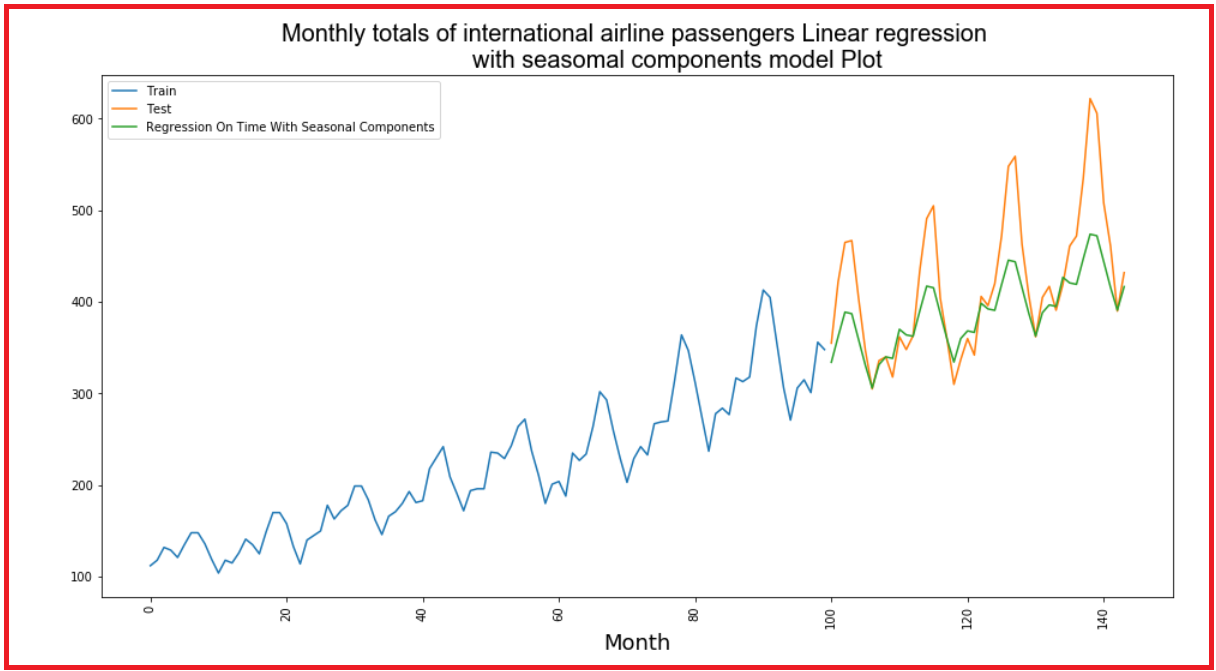 Monthly totals of international airline passengers Linear regression
with seasomal components model Plot
Train
Test
Regression On Time With Seasonal Components
600
500
400
300
200
100
0
20
40
60
80
100
120
140
Month